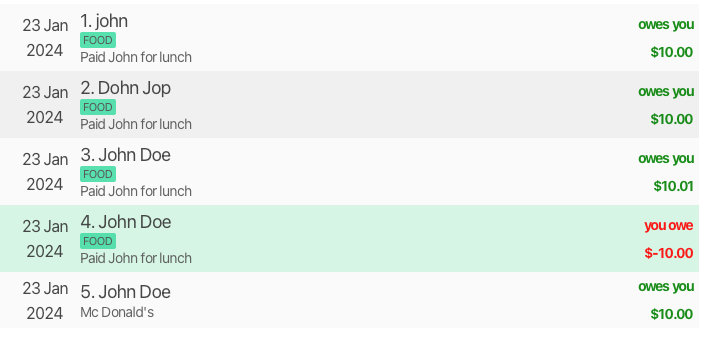 23 Jan
2024
1. john
FOOD
Paid John for lunch
owes you
$10.00
23 Jan
2024
2. Dohn Jop
FOOD
Paid John for lunch
owes you
$10.00
23 Jan
2024
3. John Doe
FOOD
Paid John for lunch
owes you
$10.01
23 Jan
2024
4. John Doe
FOOD
Paid John for lunch
you owe
$-10.00
23 Jan
2024
5. John Doe
Mc Donald's
owes you
$10.00